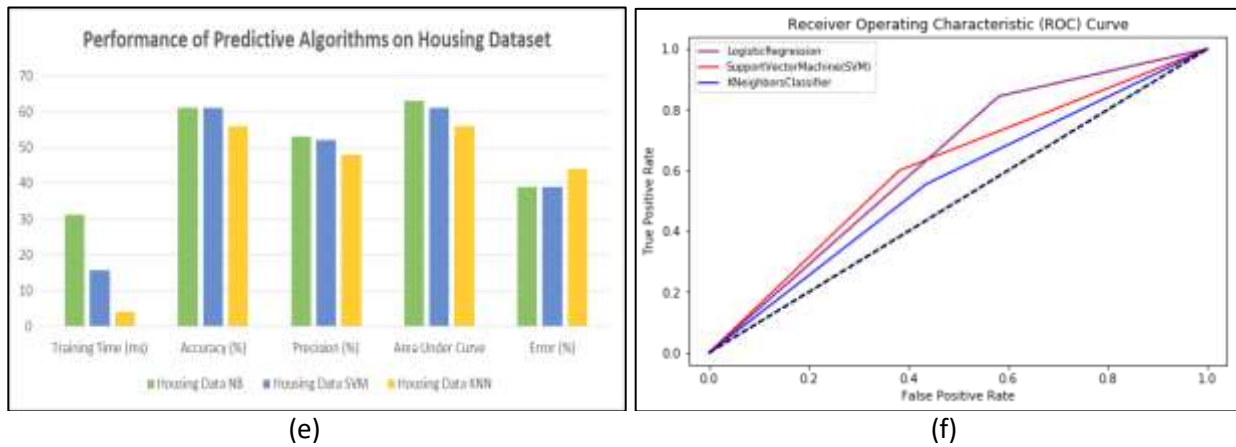 Performance of Predictive Algorithms on Housing Dataset
70
60
50
40
30
20
10
0
Training Time (ms) Accuracy (%) Precision (%) Area Under Curve Error (%)
Housing Data NB Housing Data SVM Housing Data KNN
(e)
Receiver Operating Characteristic (ROC) Curve
LogisticRegression
SupportVectorMachine(SVM)
KNeighborsClassifier
True Positive Rate
1.0
0.8
0.6
0.4
0.2
0.0
0.0 0.2 0.4 0.6 0.8 1.0
False Positive Rate
(f)